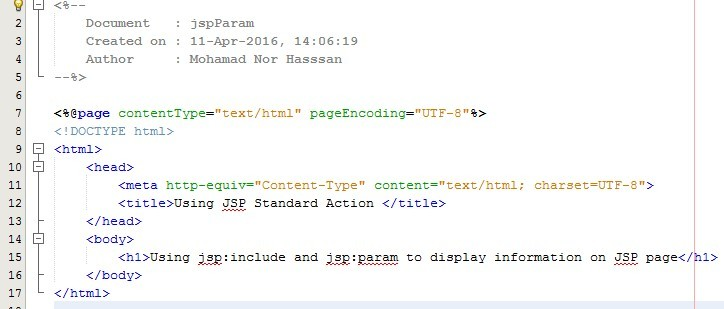 <%--
2 Document : jspParam
3 Created on : 11-Apr-2016, 14:06:19
4 Author : Mohamad Nor Hasssan
5 --%>
6
7 <%@page contentType="text/html" pageEncoding="UTF-8"%>
8 <!DOCTYPE html>
9 <html>
10 <head>
11 <meta http-equiv="Content-Type" content="text/html; charset=UTF-8">
12 <title>Using JSP Standard Action </title>
13 </head>
14 <body>
15 <h1>Using jsp:include and jsp:param to display information on JSP page</h1>
16 </body>
17 </html>